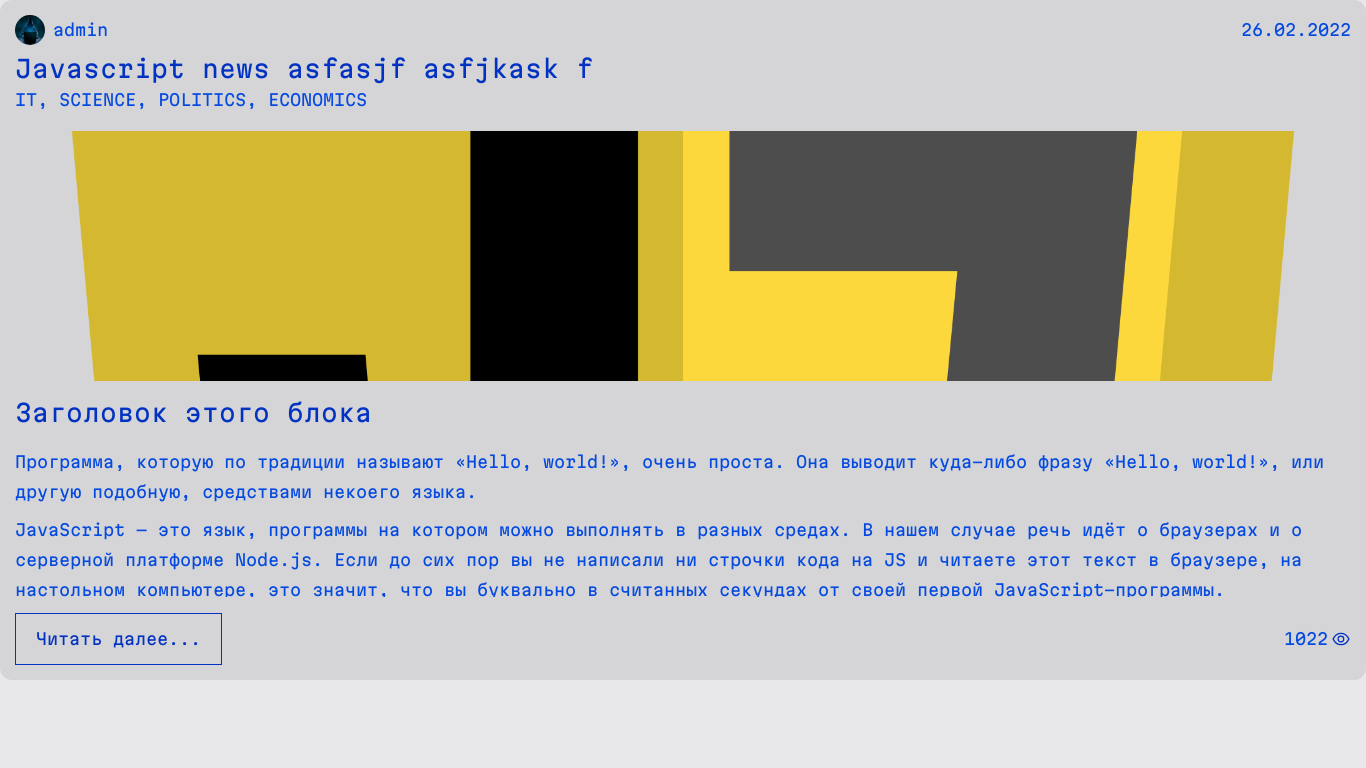 admin
26.02.2022
Javascript news asfasjf asfjkask f
IT, SCIENCE, POLITICS, ECONOMICS
Заголовок этого блока
Программа, которую по традиции называют «Hello, world!», очень проста. Она выводит куда-либо фразу «Hello, world!», или
другую подобную, средствами некоего языка.
JavaScript — это язык, программы на котором можно выполнять в разных средах. В нашем случае речь идёт о браузерах и о
серверной платформе Node.js. Если до сих пор вы не написали ни строчки кода на JS и читаете этот текст в браузере, на
настольном компьютере, это значит, что вы буквально в считанных секундах от своей первой JavaScript-программы.
Читать далее...
1022